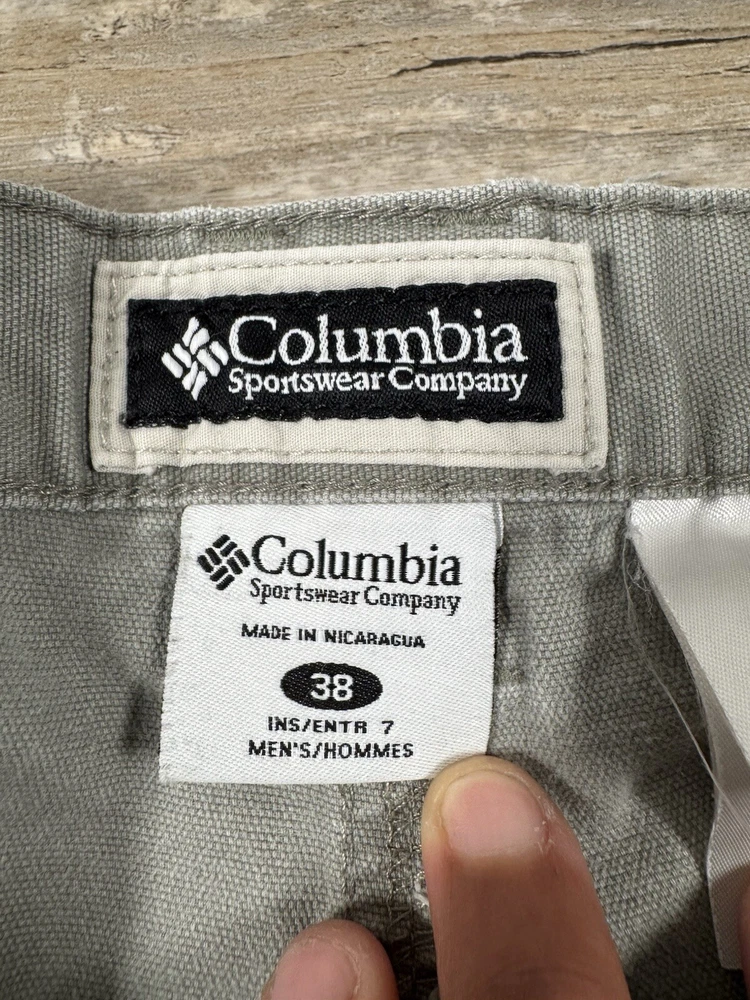 Columbia
Sportswear Company
Columbia
Sportswear Company
MADE IN NICARAGUA
38
INS/ENTR 7
MEN'S/HOMMES